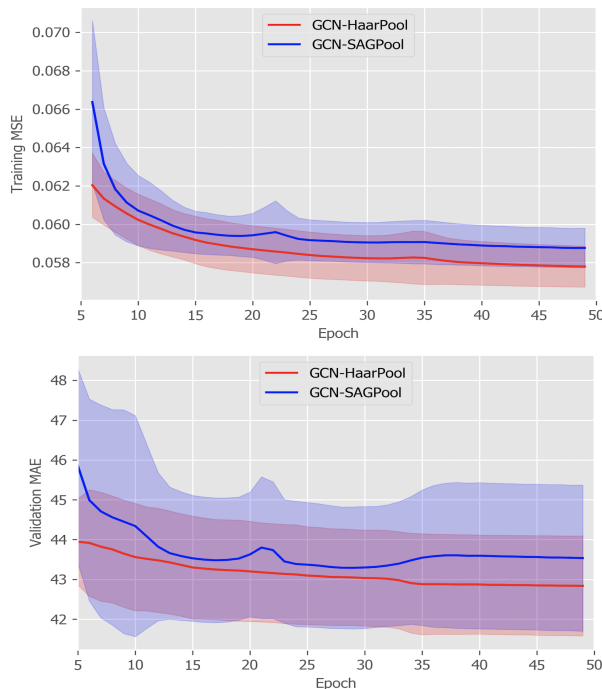 GCN-HaarPool
GCN-SAGPool
Training MSE
0.070
0.068
0.066
0.064
0.062
0.060
0.058
5 10 15 20 25 30 35 40 45 50
Epoch
GCN-HaarPool
GCN-SAGPool
Validation MAE
48
47
46
45
44
43
42
5 10 15 20 25 30 35 40 45 50
Epoch